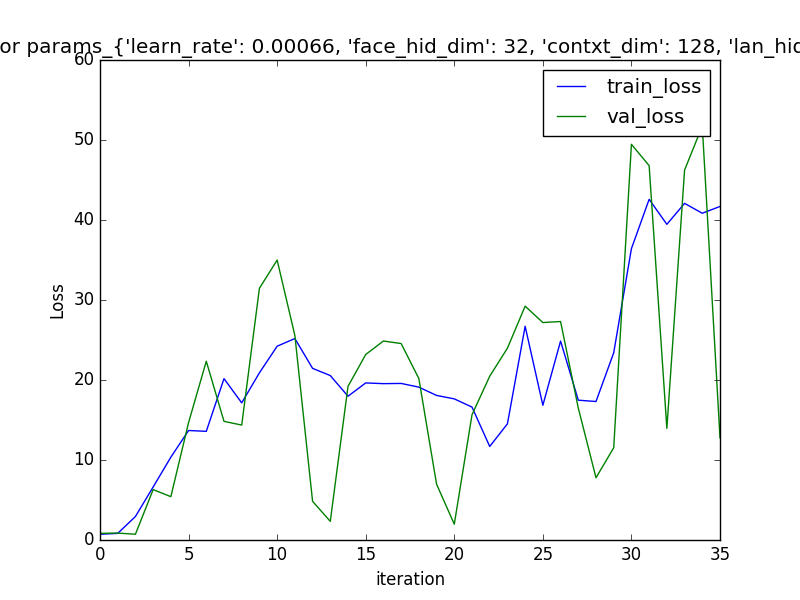 or params_{'learn_rate': 0.00066, 'face_hid_dim': 32, 'contxt_dim': 128, 'lan_hid
60
50
40
30
20
10
0
Loss
train_loss
val_loss
0 5 10 15 20 25 30 35
iteration